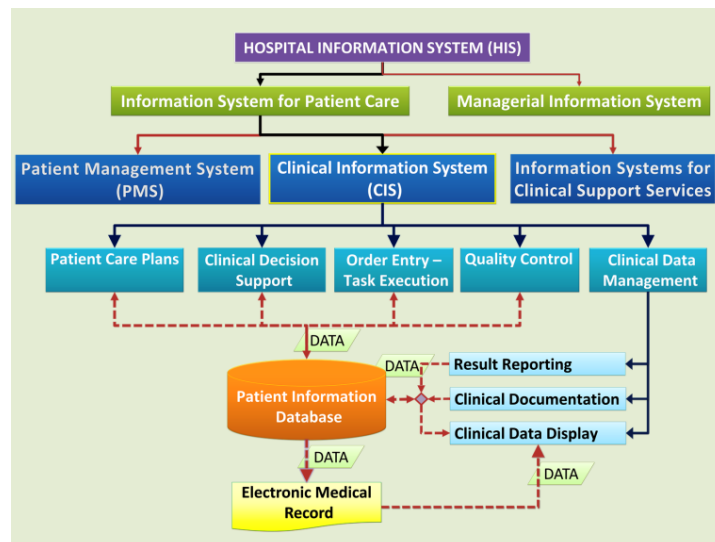 HOSPITAL INFORMATION SYSTEM (HIS)
Information System for Patient Care
Managerial Information System
Patient Management System
(PMS)
Clinical Information System
(CIS)
Information Systems for
Clinical Support Services
Patient Care Plans
Clinical Decision
Support
Order Entry –
Task Execution
Quality Control
Clinical Data
Management
DATA
Patient Information
Database
DATA
Result Reporting
Clinical Documentation
Clinical Data Display
DATA
DATA
Electronic Medical
Record